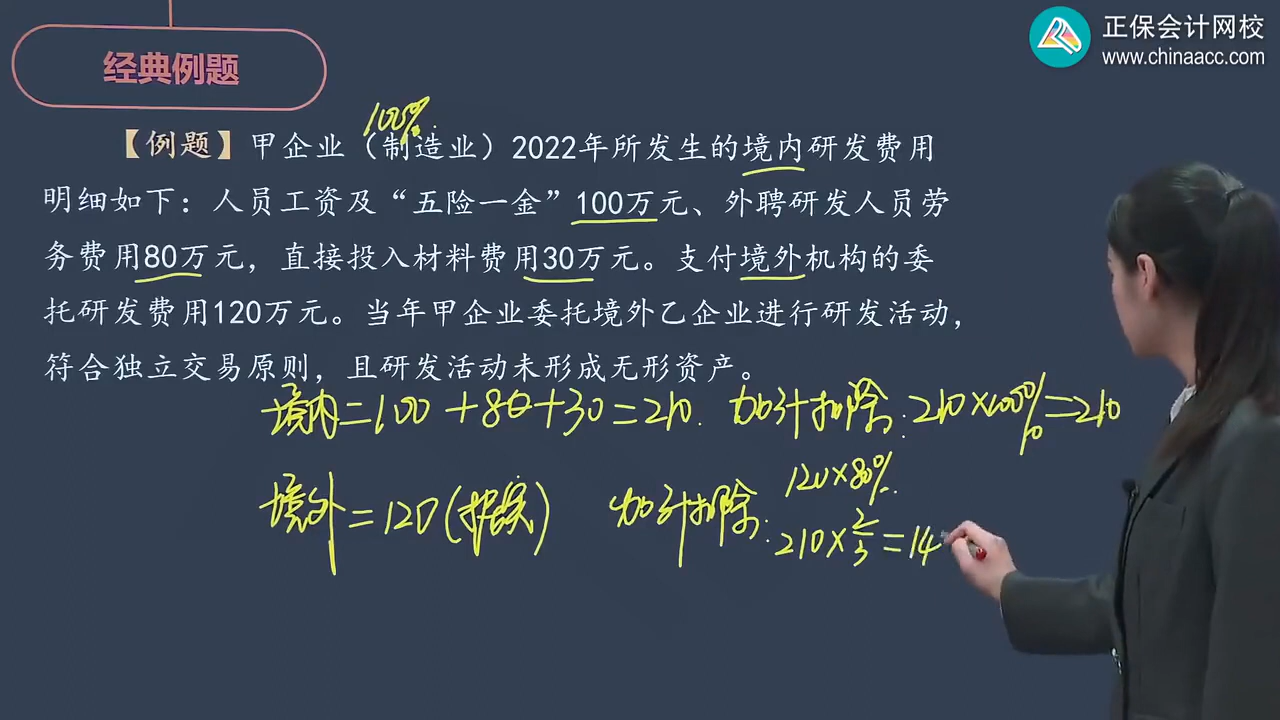 正保会计网校
www.chinaacc.com
经典例题
100%
【例题】甲企业（制造业）2022年所发生的境内研发费用
明细如下：人员工资及“五险一金”100万元、外聘研发人员劳
务费用80万元，直接投入材料费用30万元。支付境外机构的委
托研发费用120万元。当年甲企业委托境外乙企业进行研发活动，
符合独立交易原则，且研发活动未形成无形资产。
境内=100+80+30=210. 加计扣除:210×100%=210
境外=120(据实) 加计扣除:
120×80%
210×2/3=14